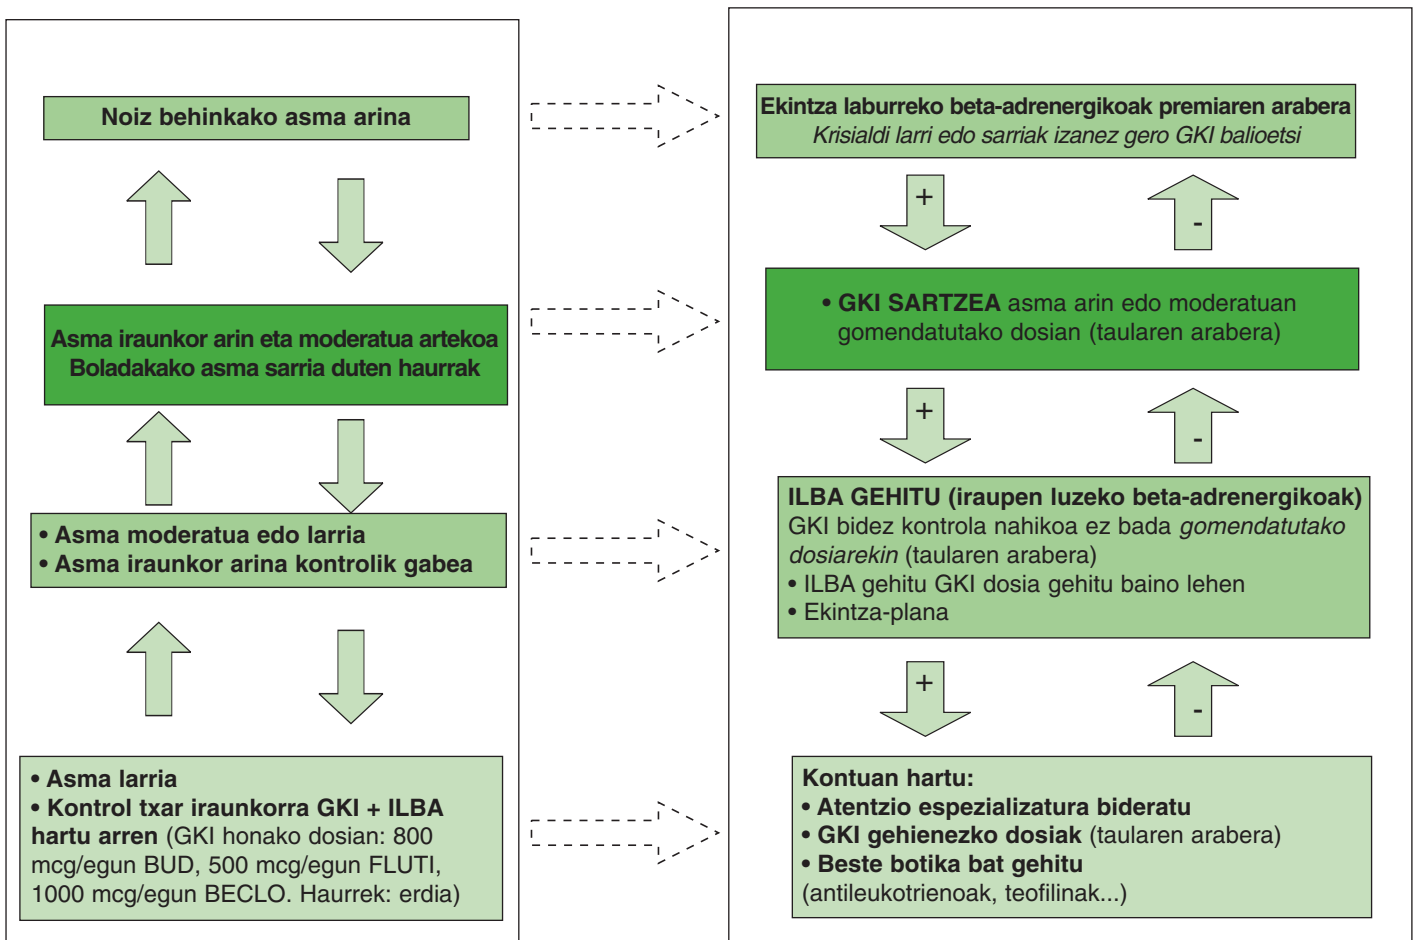 Noiz behinkako asma arina
Asma iraunkor arin eta moderatua artekoa
Boladakako asma sarria duten haurrak
• Asma moderatua edo larria
• Asma iraunkor arina kontrolik gabea
• Asma larria
• Kontrol txar iraunkorra GKI + ILBA
hartu arren (GKI honako dosian: 800
mcg/egun BUD, 500 mcg/egun FLUTI,
1000 mcg/egun BECLO. Haurrek: erdia)
Ekintza laburreko beta-adrenergikoak premiaren arabera
Krisialdi larri edo sarriak izanez gero GKI balioetsi
+
-
• GKI SARTZEA asma arin edo moderatuan
gomendatutako dosian (taularen arabera)
+
-
ILBA GEHITU (iraupen luzeko beta-adrenergikoak)
GKI bidez kontrola nahikoa ez bada gomendatutako
dosiarekin (taularen arabera)
• ILBA gehitu GKI dosia gehitu baino lehen
• Ekintza-plana
+
-
Kontuan hartu:
• Atentzio espezializatura bideratu
• GKI gehienezko dosiak (taularen arabera)
• Beste botika bat gehitu
(antileukotrienoak, teofilinak...)